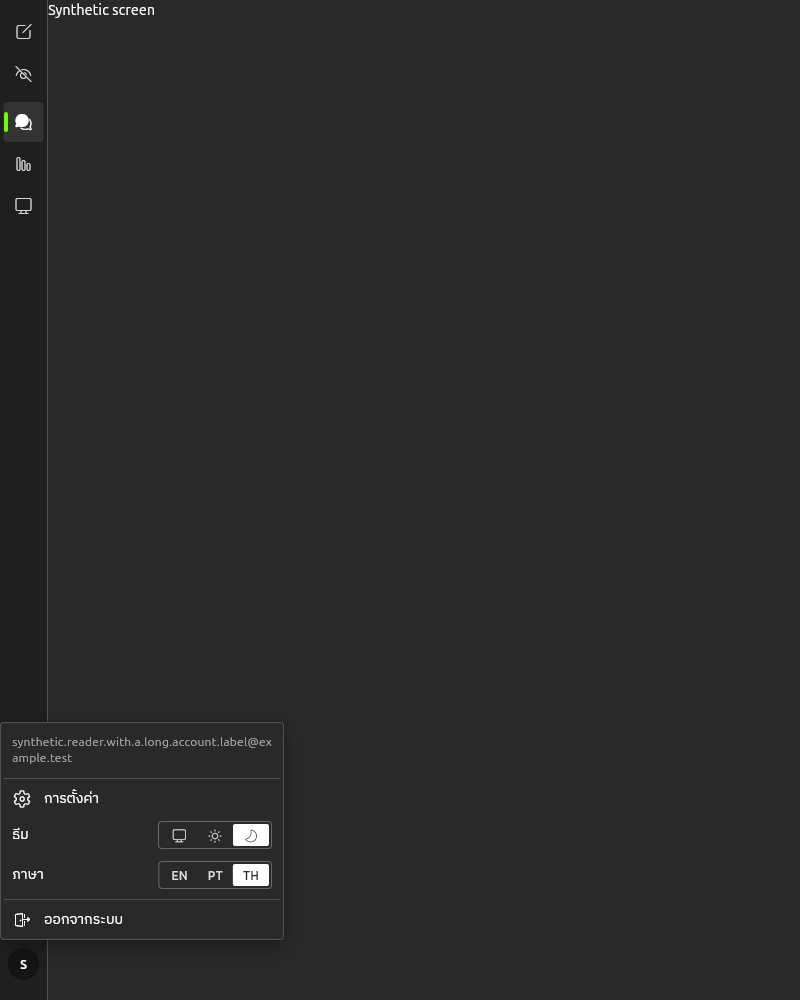 Synthetic screen
synthetic.reader.with.a.long.account.label@ex
ample.test
การตั้งค่า
ธีม
ภาษา
EN PT TH
ออกจากระบบ
S